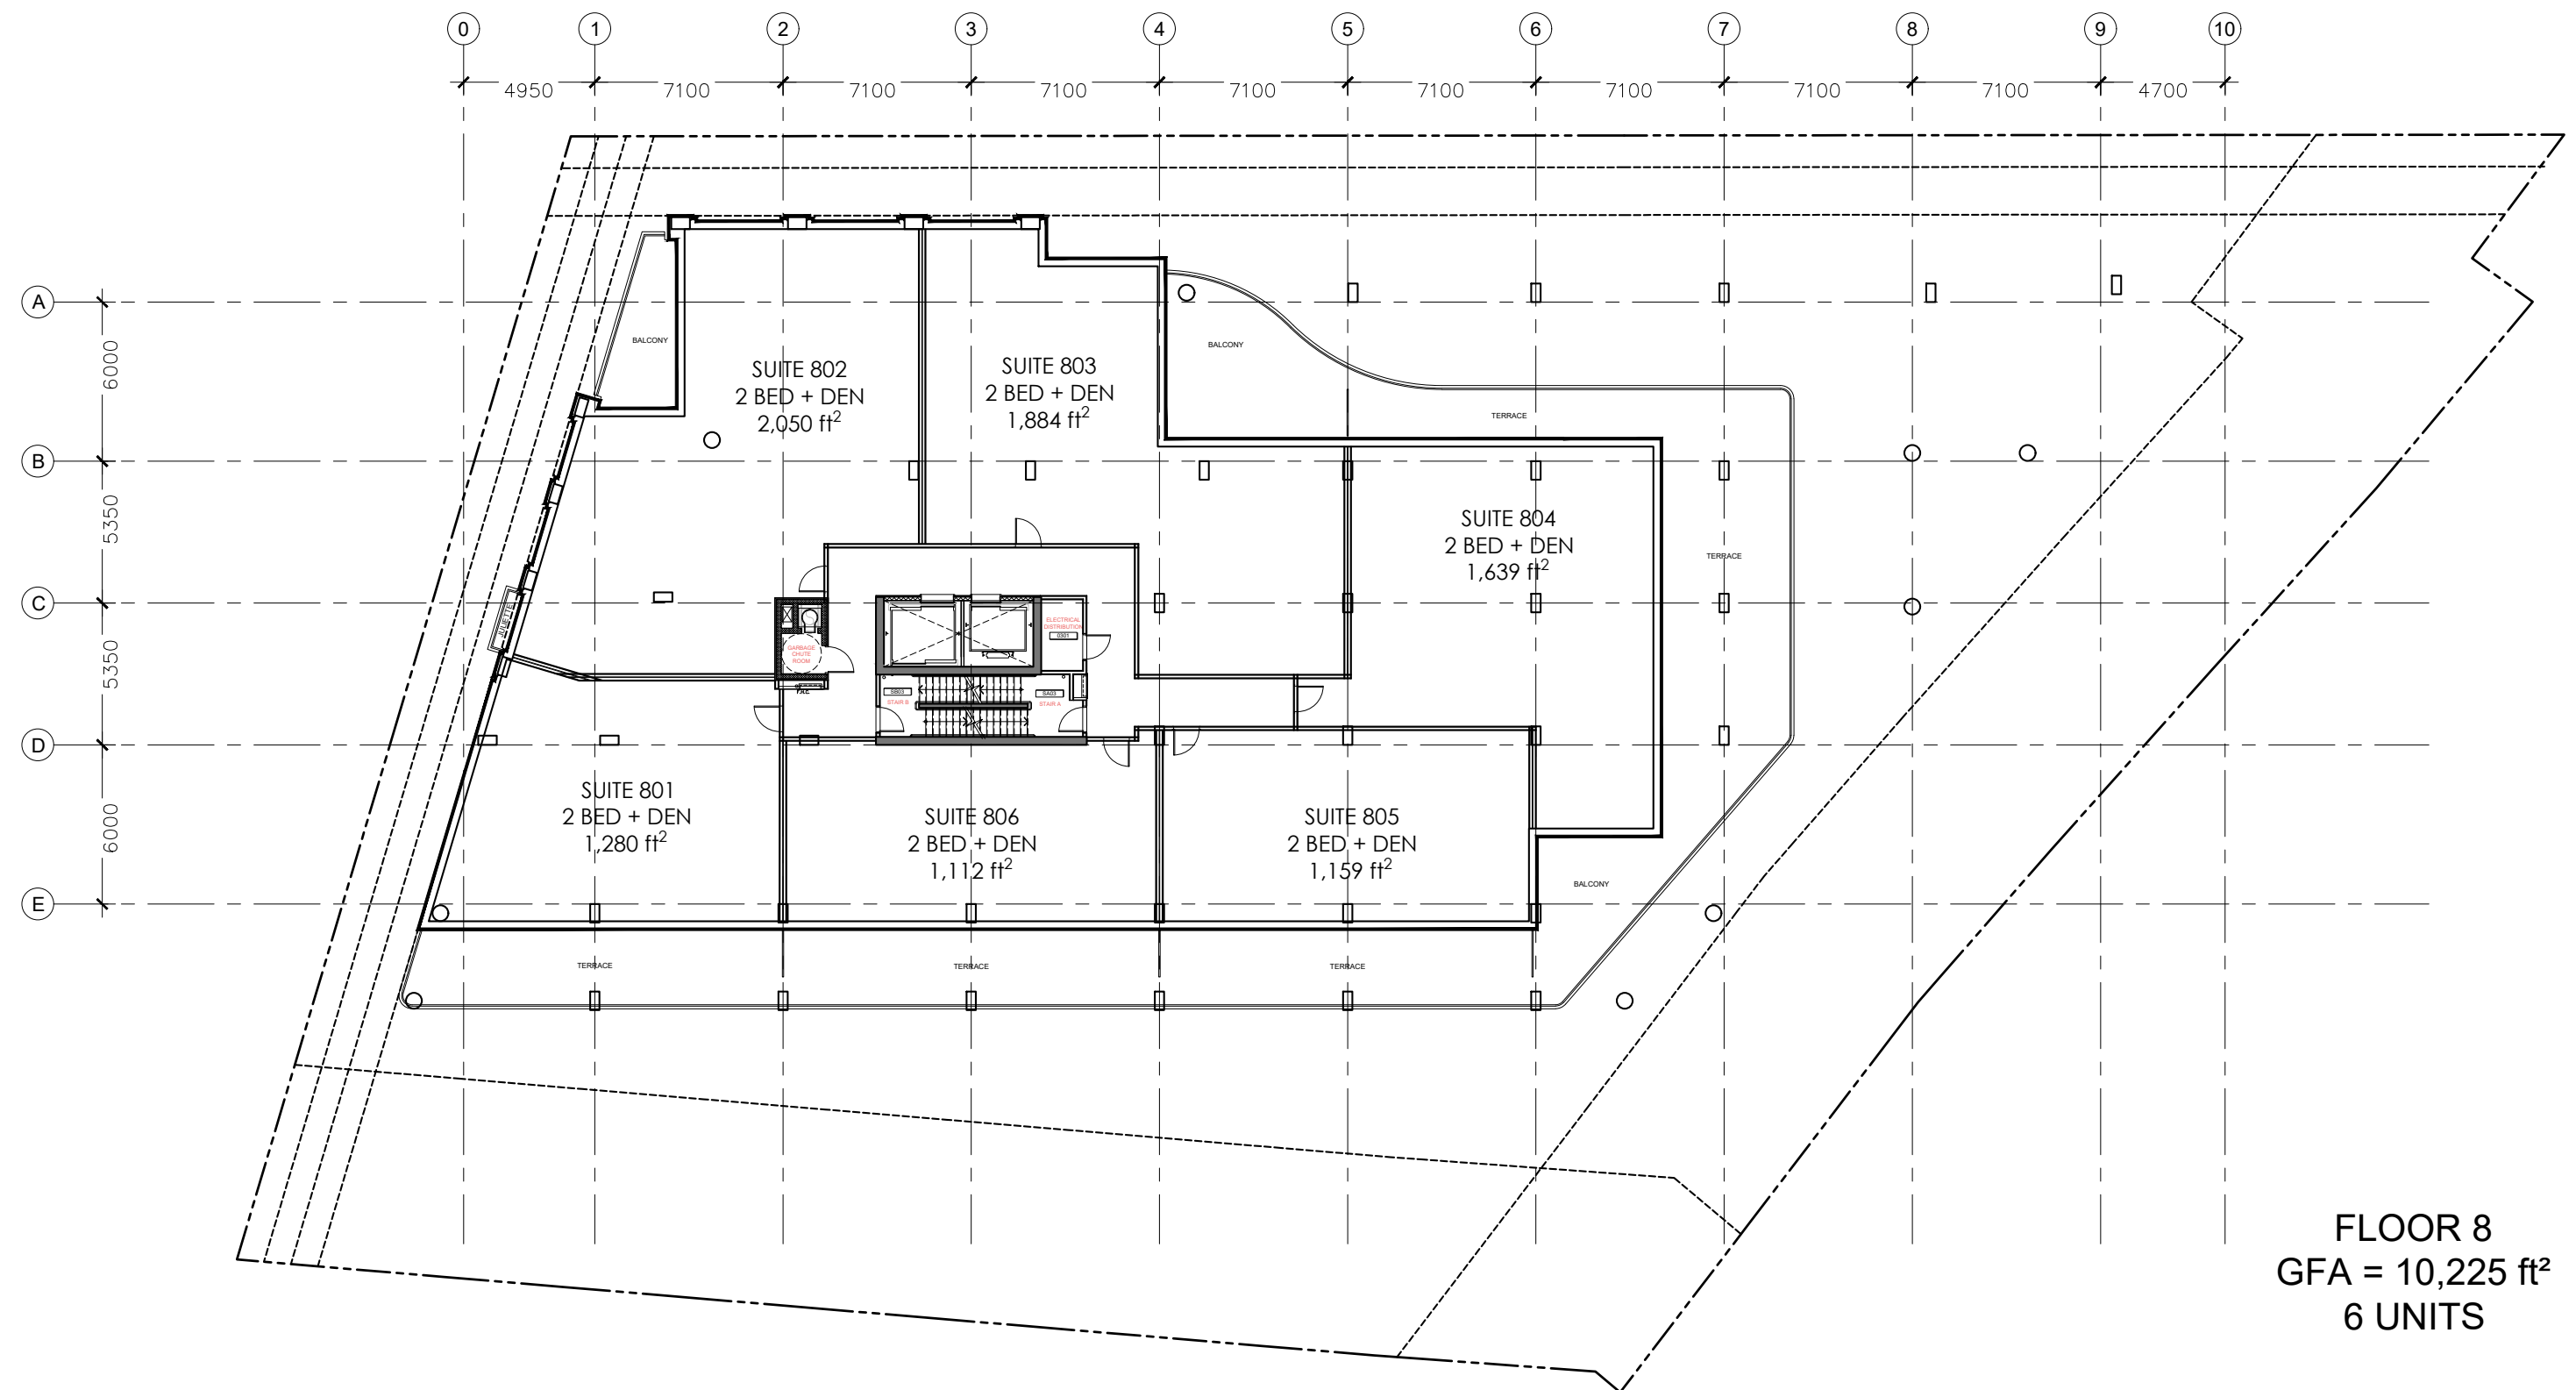 0 1 2 3 4 5 6 7 8 9 10
4950 7100 7100 7100 7100 7100 7100 7100 7100 4700
A
B
C
D
E
6000
5350
5350
6000
BALCONY
SUITE 802
2 BED + DEN
2,050 ft²
SUITE 803
2 BED + DEN
1,884 ft²
BALCONY
TERRACE
SUITE 804
2 BED + DEN
1,639 ft²
TERRACE
JULIETTE
GARBAGE
CHUTE
ROOM
ELECTRICAL
DISTRIBUTION
0301
SB03
STAIR B
SA03
STAIR A
SUITE 801
2 BED + DEN
1,280 ft²
SUITE 806
2 BED + DEN
1,112 ft²
SUITE 805
2 BED + DEN
1,159 ft²
BALCONY
TERRACE
TERRACE
TERRACE
FLOOR 8
GFA = 10,225 ft²
6 UNITS